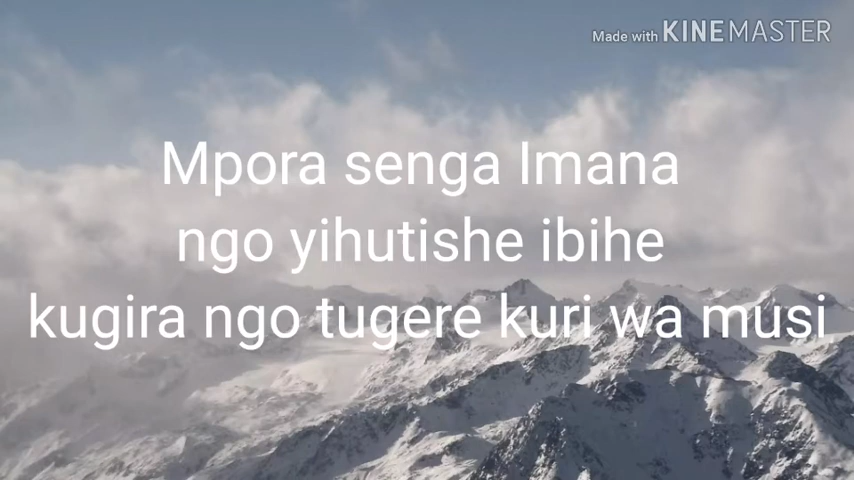 Made with KINEMASTER
Mpora senga Imana
ngo yihutishe ibihe
kugira ngo tugere kuri wa musi